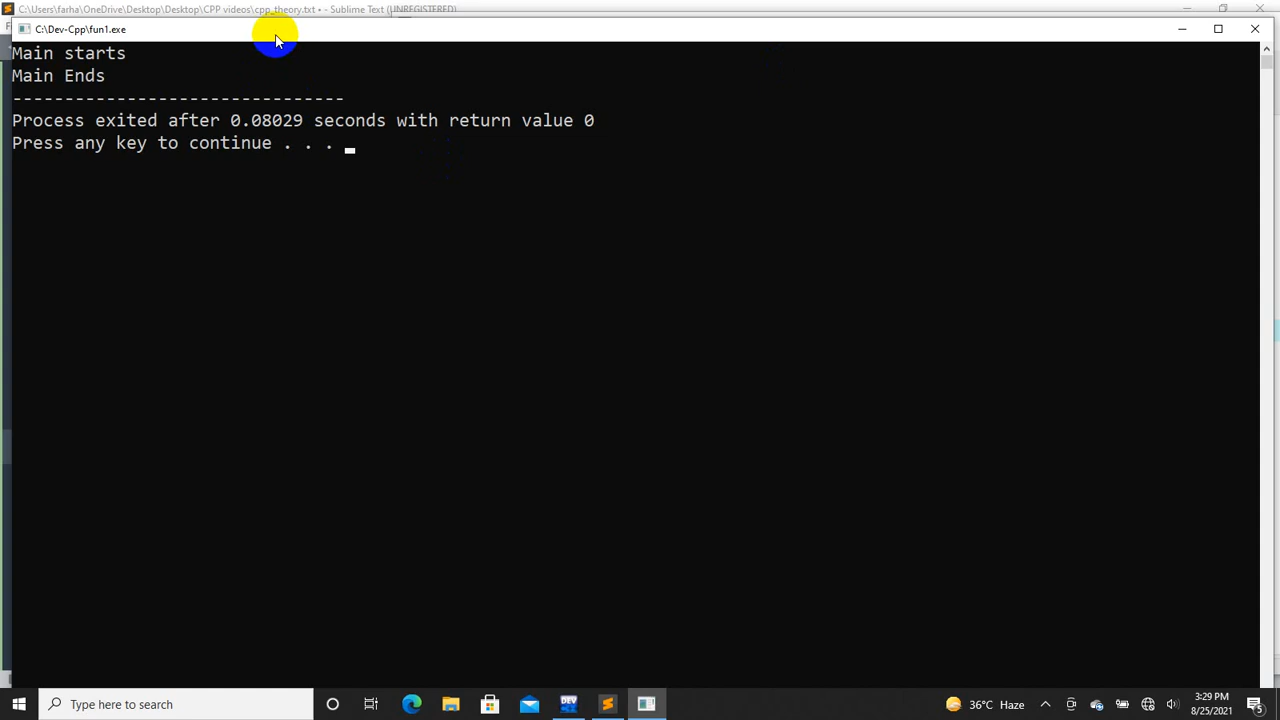 C:\Users\farha\OneDrive\Desktop\Desktop\CPP videos\cpp_theory.txt • - Sublime Text (UNREGISTERED)
C:\Dev-Cpp\fun1.exe
Main starts
Main Ends
--------------------------------
Process exited after 0.08029 seconds with return value 0
Press any key to continue . . .
Type here to search
DEV
36°C Haze
3:29 PM
8/25/2021
5